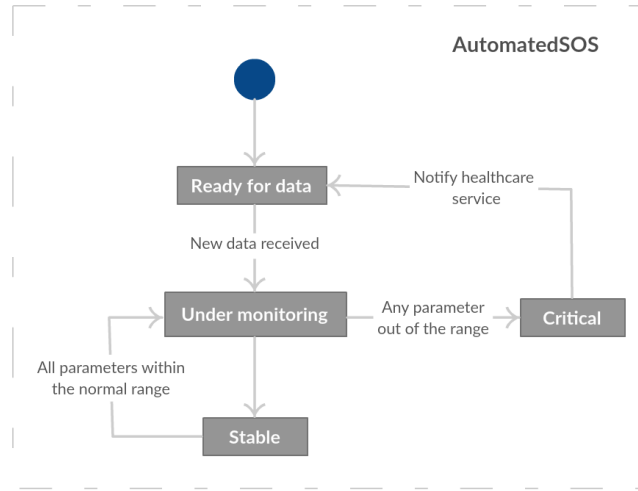 AutomatedSOS
Ready for data
Notify healthcare
service
New data received
Under monitoring
Any parameter
out of the range
Critical
All parameters within
the normal range
Stable